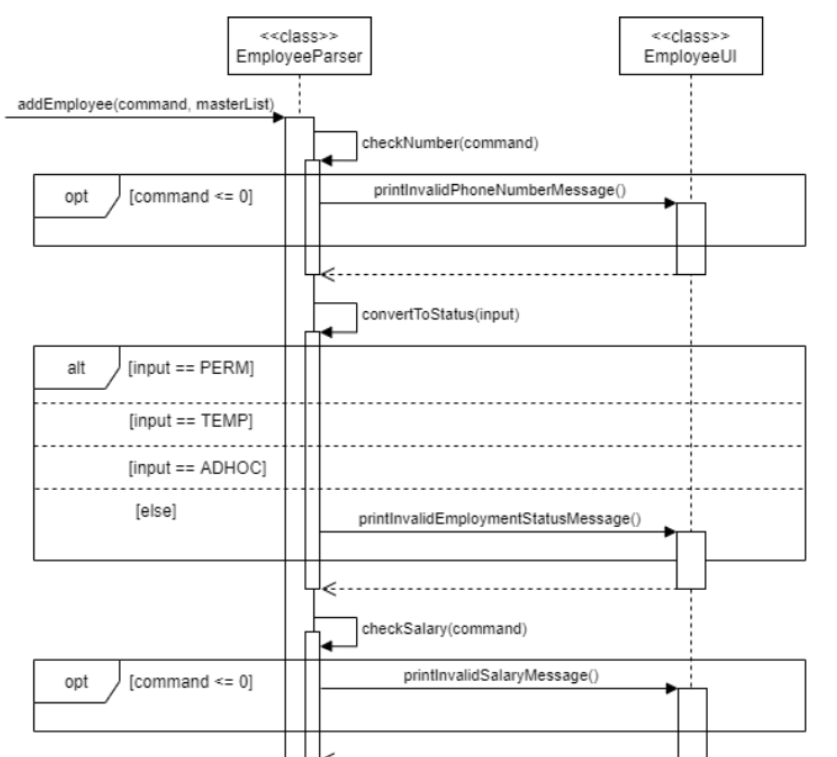 <<class>>
EmployeeParser
<<class>>
EmployeeUI
addEmployee(command, masterList)
checkNumber(command)
opt
[command <= 0]
printInvalidPhoneNumberMessage()
convertToStatus(input)
alt
[input == PERM]
[input == TEMP]
[input == ADHOC]
[else]
printInvalidEmploymentStatusMessage()
checkSalary(command)
opt
[command <= 0]
printInvalidSalaryMessage()